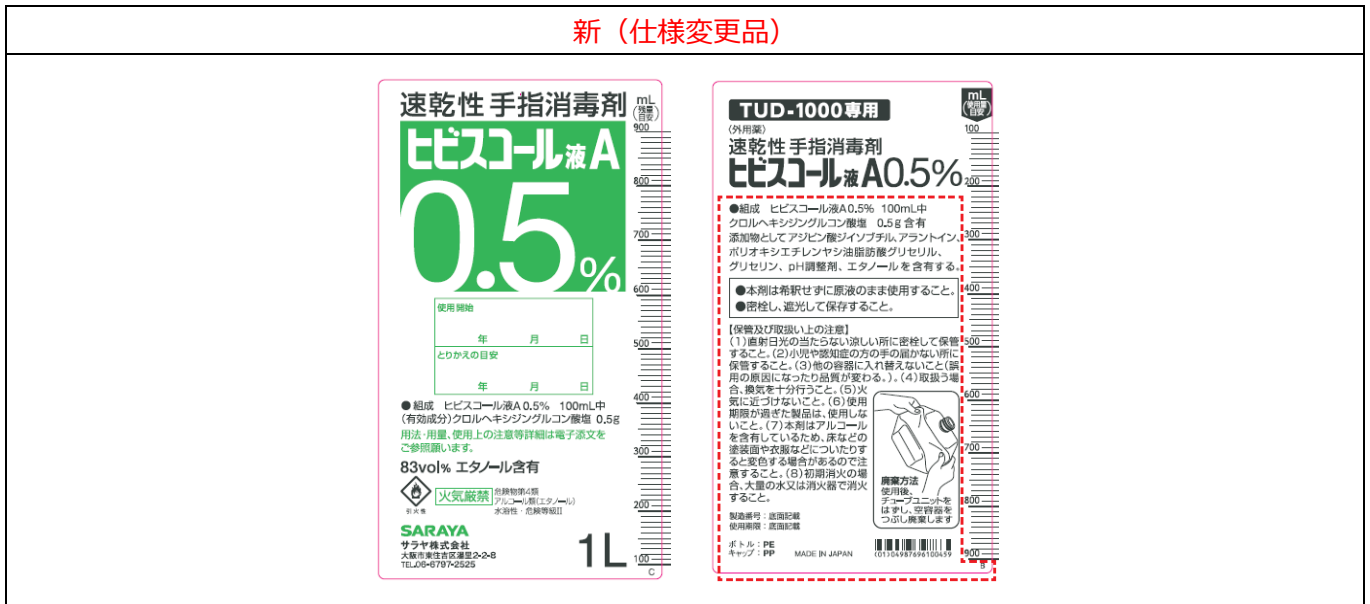 新（仕様変更品）
速乾性 手指消毒剤
mL
(残量目安)
ヒビスコール液A
0.5%
900
800
700
600
500
400
300
200
100
使用開始
年 月 日
とりかえの目安
年 月 日
●組成 ヒビスコール液A0.5% 100mL中
(有効成分)クロルヘキシジングルコン酸塩 0.5g
用法・用量、使用上の注意等詳細は電子添文を
ご参照願います。
83vol% エタノール含有
引火性
火気厳禁
危険物第4類
アルコール類(エタノール)
水溶性・危険等級II
SARAYA
サラヤ株式会社
大阪市東住吉区湯里2-2-8
TEL.06-6797-2525
1L
C
TUD-1000専用
mL
(使用量目安)
(外用薬)
速乾性 手指消毒剤
ヒビスコール液A0.5%
100
200
300
400
500
600
700
800
900
●組成 ヒビスコール液A0.5% 100mL中
クロルヘキシジングルコン酸塩 0.5g含有
添加物としてアジピン酸ジイソブチル、アラントイン、
ポリオキシエチレンヤシ油脂肪酸グリセリル、
グリセリン、pH調整剤、エタノールを含有する。
●本剤は希釈せずに原液のまま使用すること。
●密栓し、遮光して保存すること。
【保管及び取扱い上の注意】
(1)直射日光の当たらない涼しい所に密栓して保管
すること。(2)小児や認知症の方の手の届かない所に
保管すること。(3)他の容器に入れ替えないこと(誤
用の原因になったり品質が変わる。)。(4)取扱う場
合、換気を十分行うこと。(5)火
気に近づけないこと。(6)使用
期限が過ぎた製品は、使用しな
いこと。(7)本剤はアルコール
を含有しているため、床などの
塗装面や衣服などについたりす
ると変色する場合があるので注
意すること。(8)初期消火の場
合、大量の水又は消火器で消火
すること。
廃棄方法
使用後、
チューブユニットを
はずし、空容器を
つぶし廃棄します
製造番号：底面記載
使用期限：底面記載
ボトル：PE
キャップ：PP
MADE IN JAPAN
(01)04987696100459
B